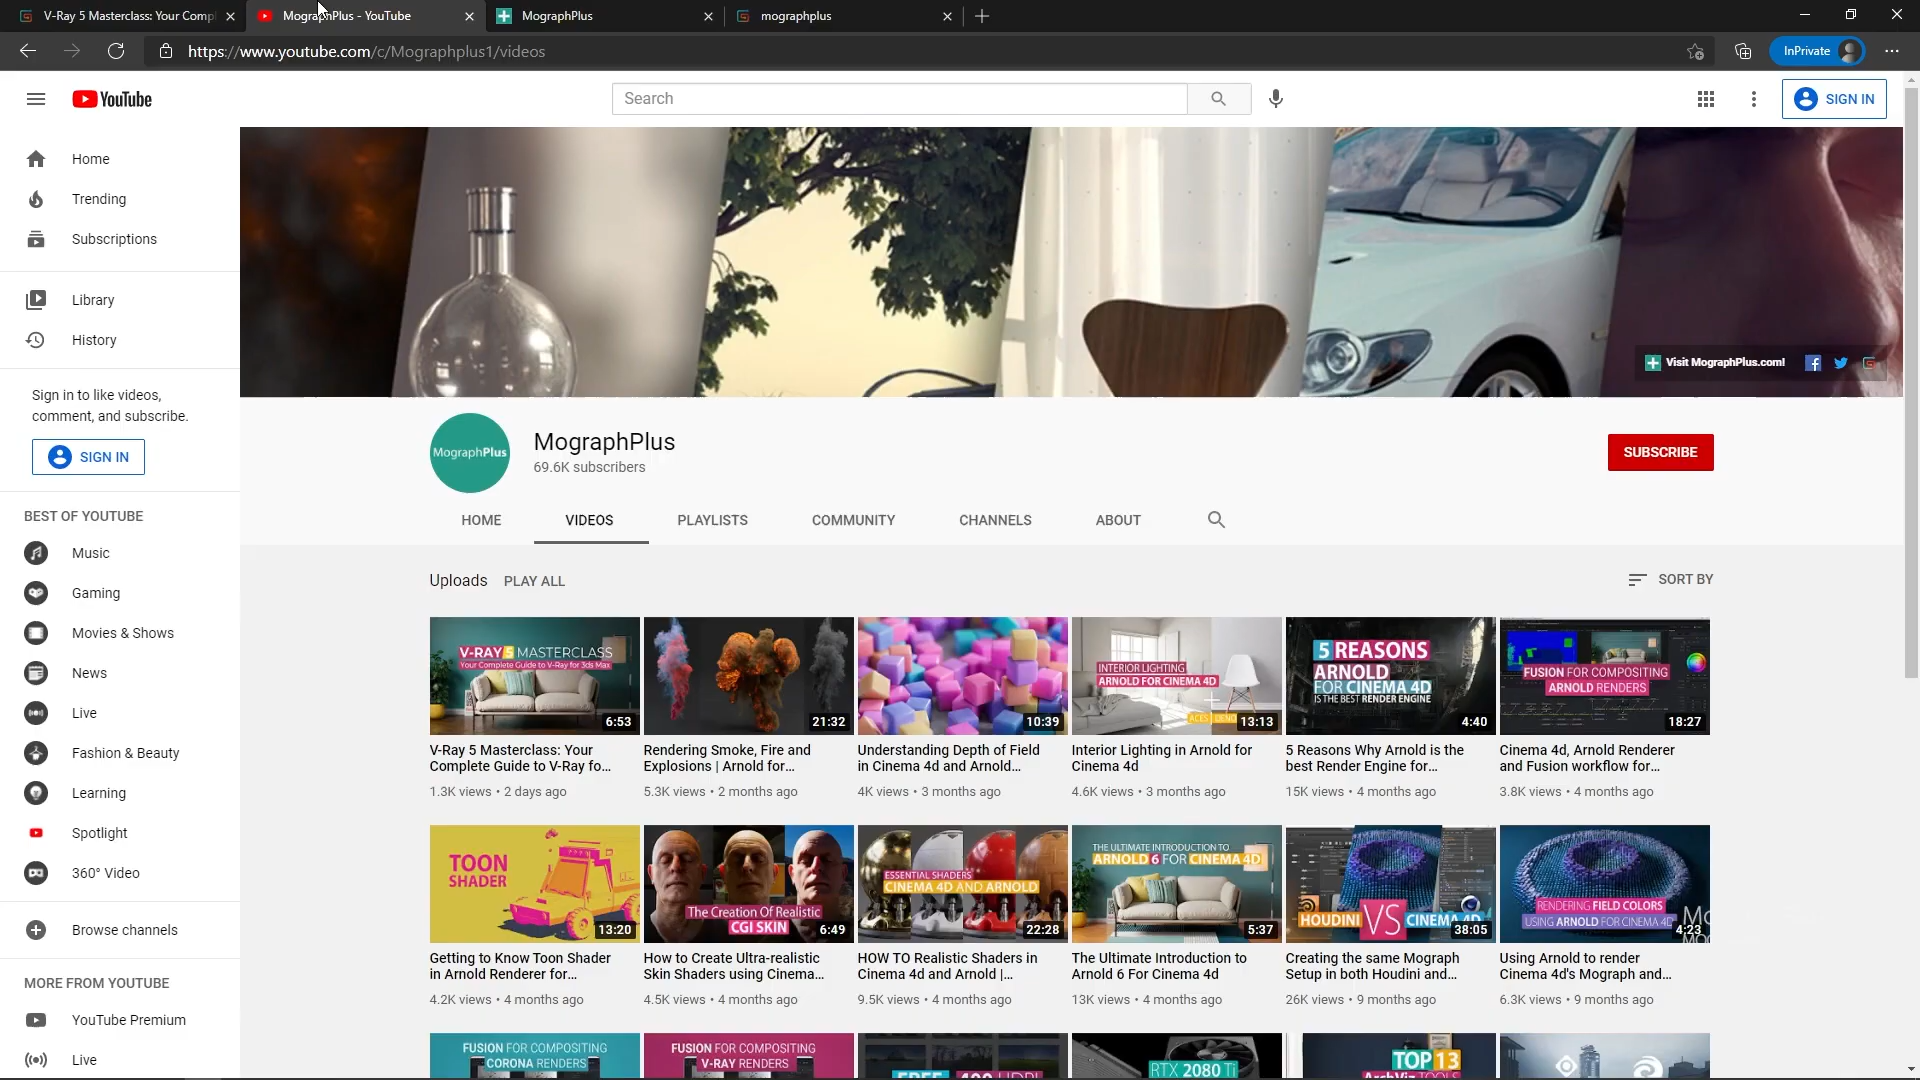 V-Ray 5 Masterclass: Your Compl
MographPlus - YouTube
MographPlus
mographplus
https://www.youtube.com/c/Mographplus1/videos
InPrivate
YouTube
Search
SIGN IN
Home
Trending
Subscriptions
Library
History
Sign in to like videos,
comment, and subscribe.
SIGN IN
BEST OF YOUTUBE
Music
Gaming
Movies & Shows
News
Live
Fashion & Beauty
Learning
Spotlight
360° Video
Browse channels
MORE FROM YOUTUBE
YouTube Premium
Live
Visit MographPlus.com!
MographPlus
MographPlus
69.6K subscribers
SUBSCRIBE
HOME
VIDEOS
PLAYLISTS
COMMUNITY
CHANNELS
ABOUT
Uploads
PLAY ALL
SORT BY
V-RAY 5 MASTERCLASS
Your Complete Guide to V-Ray for 3ds Max
6:53
V-Ray 5 Masterclass: Your
Complete Guide to V-Ray fo...
1.3K views • 2 days ago
21:32
Rendering Smoke, Fire and
Explosions | Arnold for...
5.3K views • 2 months ago
10:39
Understanding Depth of Field
in Cinema 4d and Arnold...
4K views • 3 months ago
INTERIOR LIGHTING
ARNOLD FOR CINEMA 4D
13:13
Interior Lighting in Arnold for
Cinema 4d
4.6K views • 3 months ago
5 REASONS
ARNOLD
FOR CINEMA 4D
IS THE BEST RENDER ENGINE
4:40
5 Reasons Why Arnold is the
best Render Engine for...
15K views • 4 months ago
FUSION FOR COMPOSITING
ARNOLD RENDERS
18:27
Cinema 4d, Arnold Renderer
and Fusion workflow for...
3.8K views • 4 months ago
TOON
SHADER
13:20
Getting to Know Toon Shader
in Arnold Renderer for...
4.2K views • 4 months ago
The Creation Of Realistic
CGI SKIN
6:49
How to Create Ultra-realistic
Skin Shaders using Cinema...
4.5K views • 4 months ago
ESSENTIAL SHADERS
CINEMA 4D AND ARNOLD
22:28
HOW TO Realistic Shaders in
Cinema 4d and Arnold |...
9.5K views • 4 months ago
THE ULTIMATE INTRODUCTION TO
ARNOLD 6 FOR CINEMA 4D
5:37
The Ultimate Introduction to
Arnold 6 For Cinema 4d
13K views • 4 months ago
HOUDINI VS CINEMA 4D
38:05
Creating the same Mograph
Setup in both Houdini and...
26K views • 9 months ago
RENDERING FIELD COLORS
USING ARNOLD FOR CINEMA 4D
4:23
Using Arnold to render
Cinema 4d's Mograph and...
6.3K views • 9 months ago
FUSION FOR COMPOSITING
CORONA RENDERS
FUSION FOR COMPOSITING
V-RAY RENDERS
FREE 400 HDRI
RTX 2080 Ti
TOP 13
ArchViz TOOLS